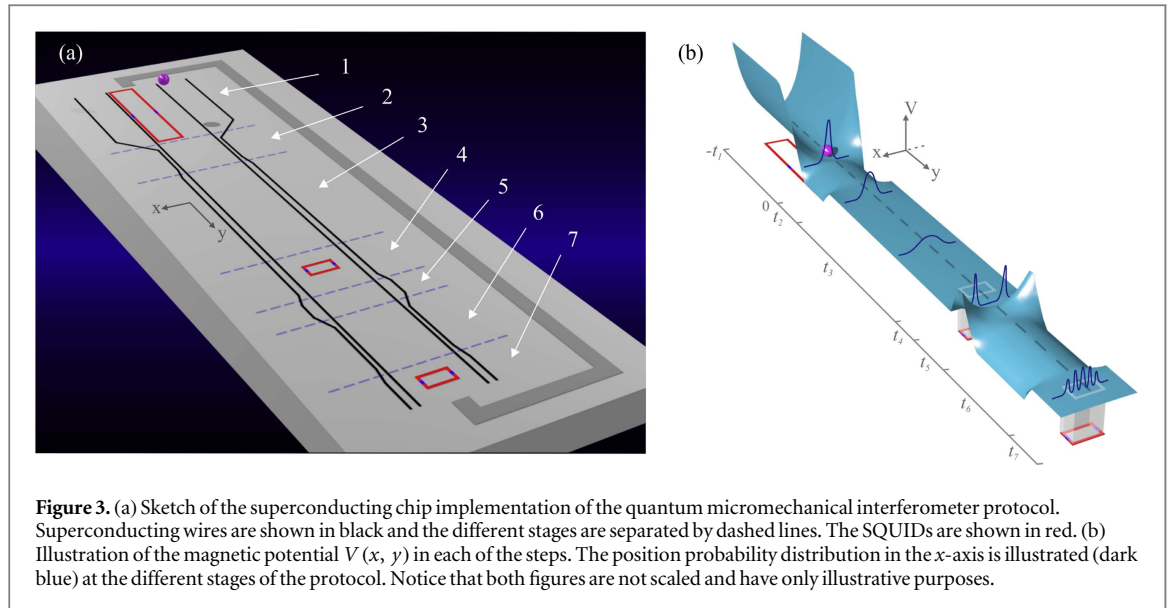 (a)
1
2
3
4
5
6
7
x
y
(b)
V
x
y
-t₁
0
t₂
t₃
t₄
t₅
t₆
t₇
Figure 3. (a) Sketch of the superconducting chip implementation of the quantum micromechanical interferometer protocol.
Superconducting wires are shown in black and the different stages are separated by dashed lines. The SQUIDs are shown in red. (b)
Illustration of the magnetic potential V (x, y) in each of the steps. The position probability distribution in the x-axis is illustrated (dark
blue) at the different stages of the protocol. Notice that both figures are not scaled and have only illustrative purposes.